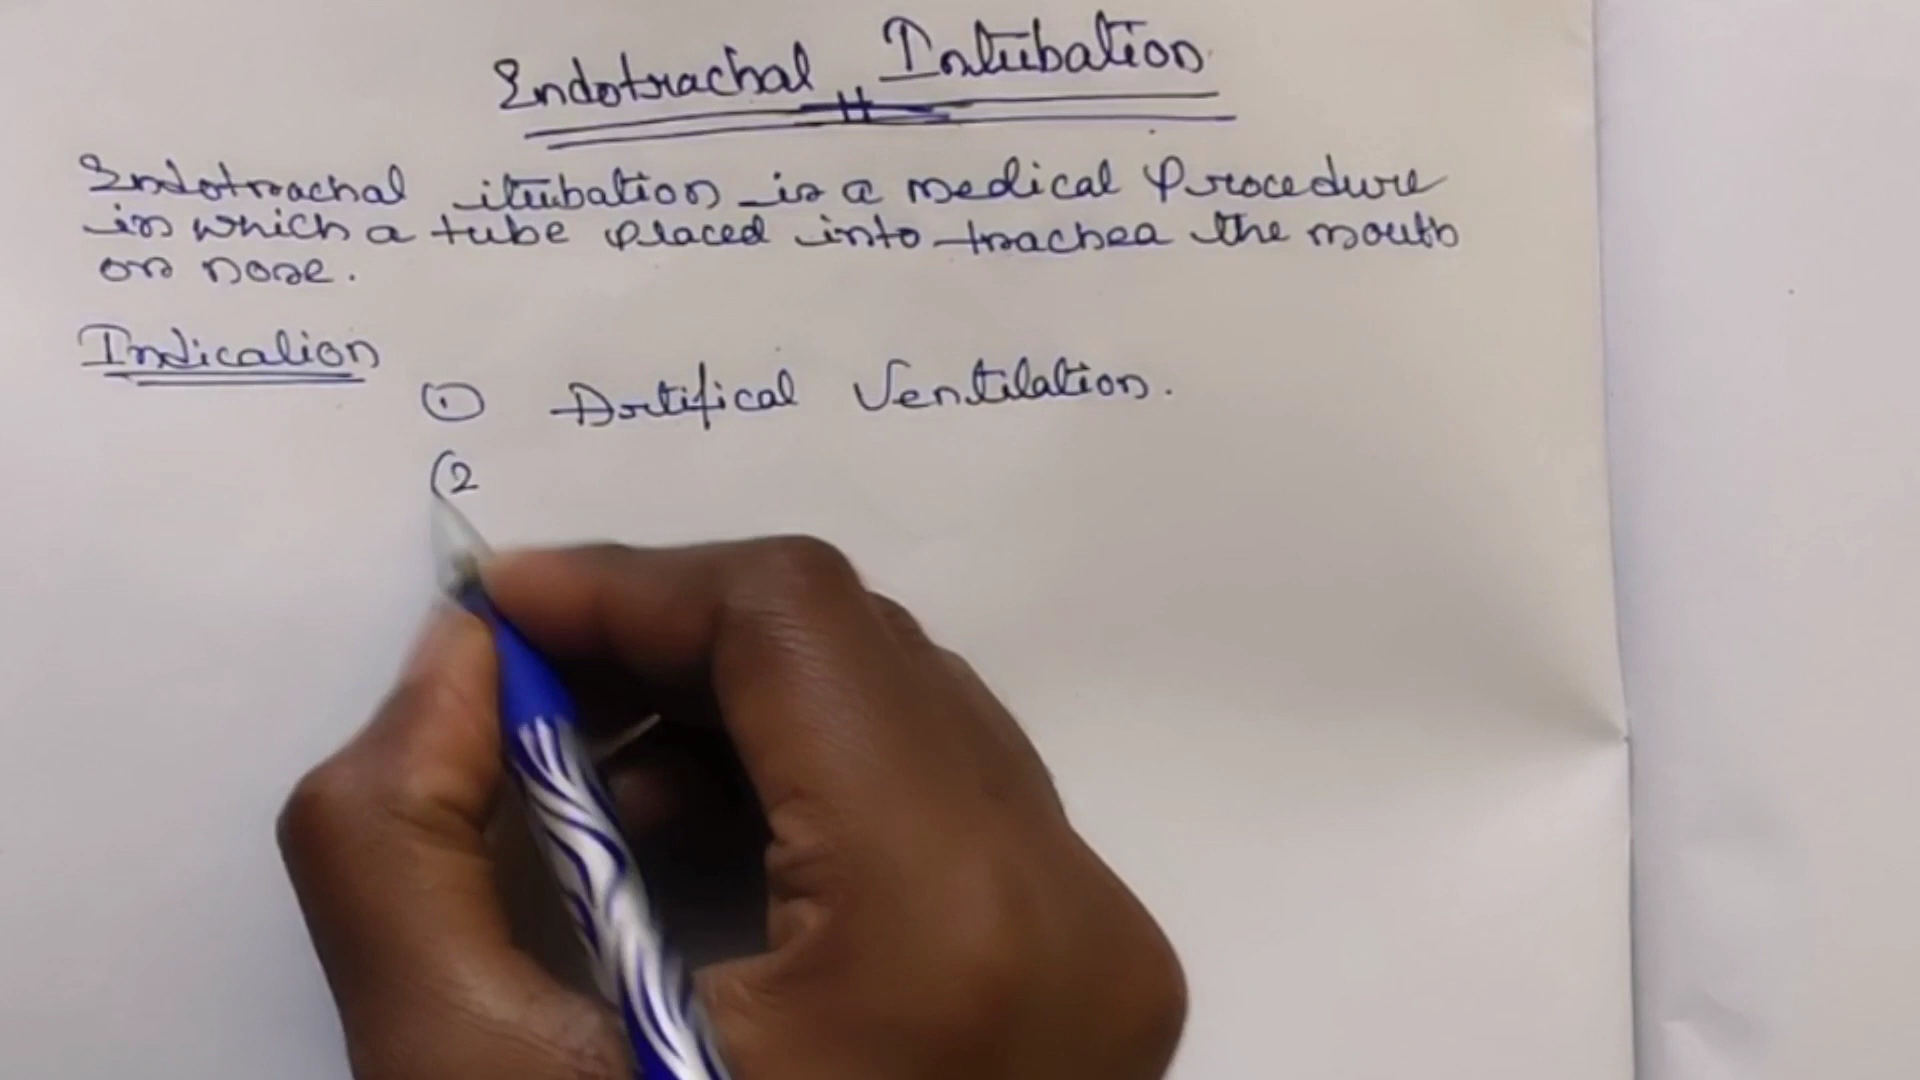 Endotrachal Intubation
Endotrachal itubation is a medical procedure
in which a tube placed into trachea the mouth
or nose.
Indication
① Artifical Ventilation.
(2